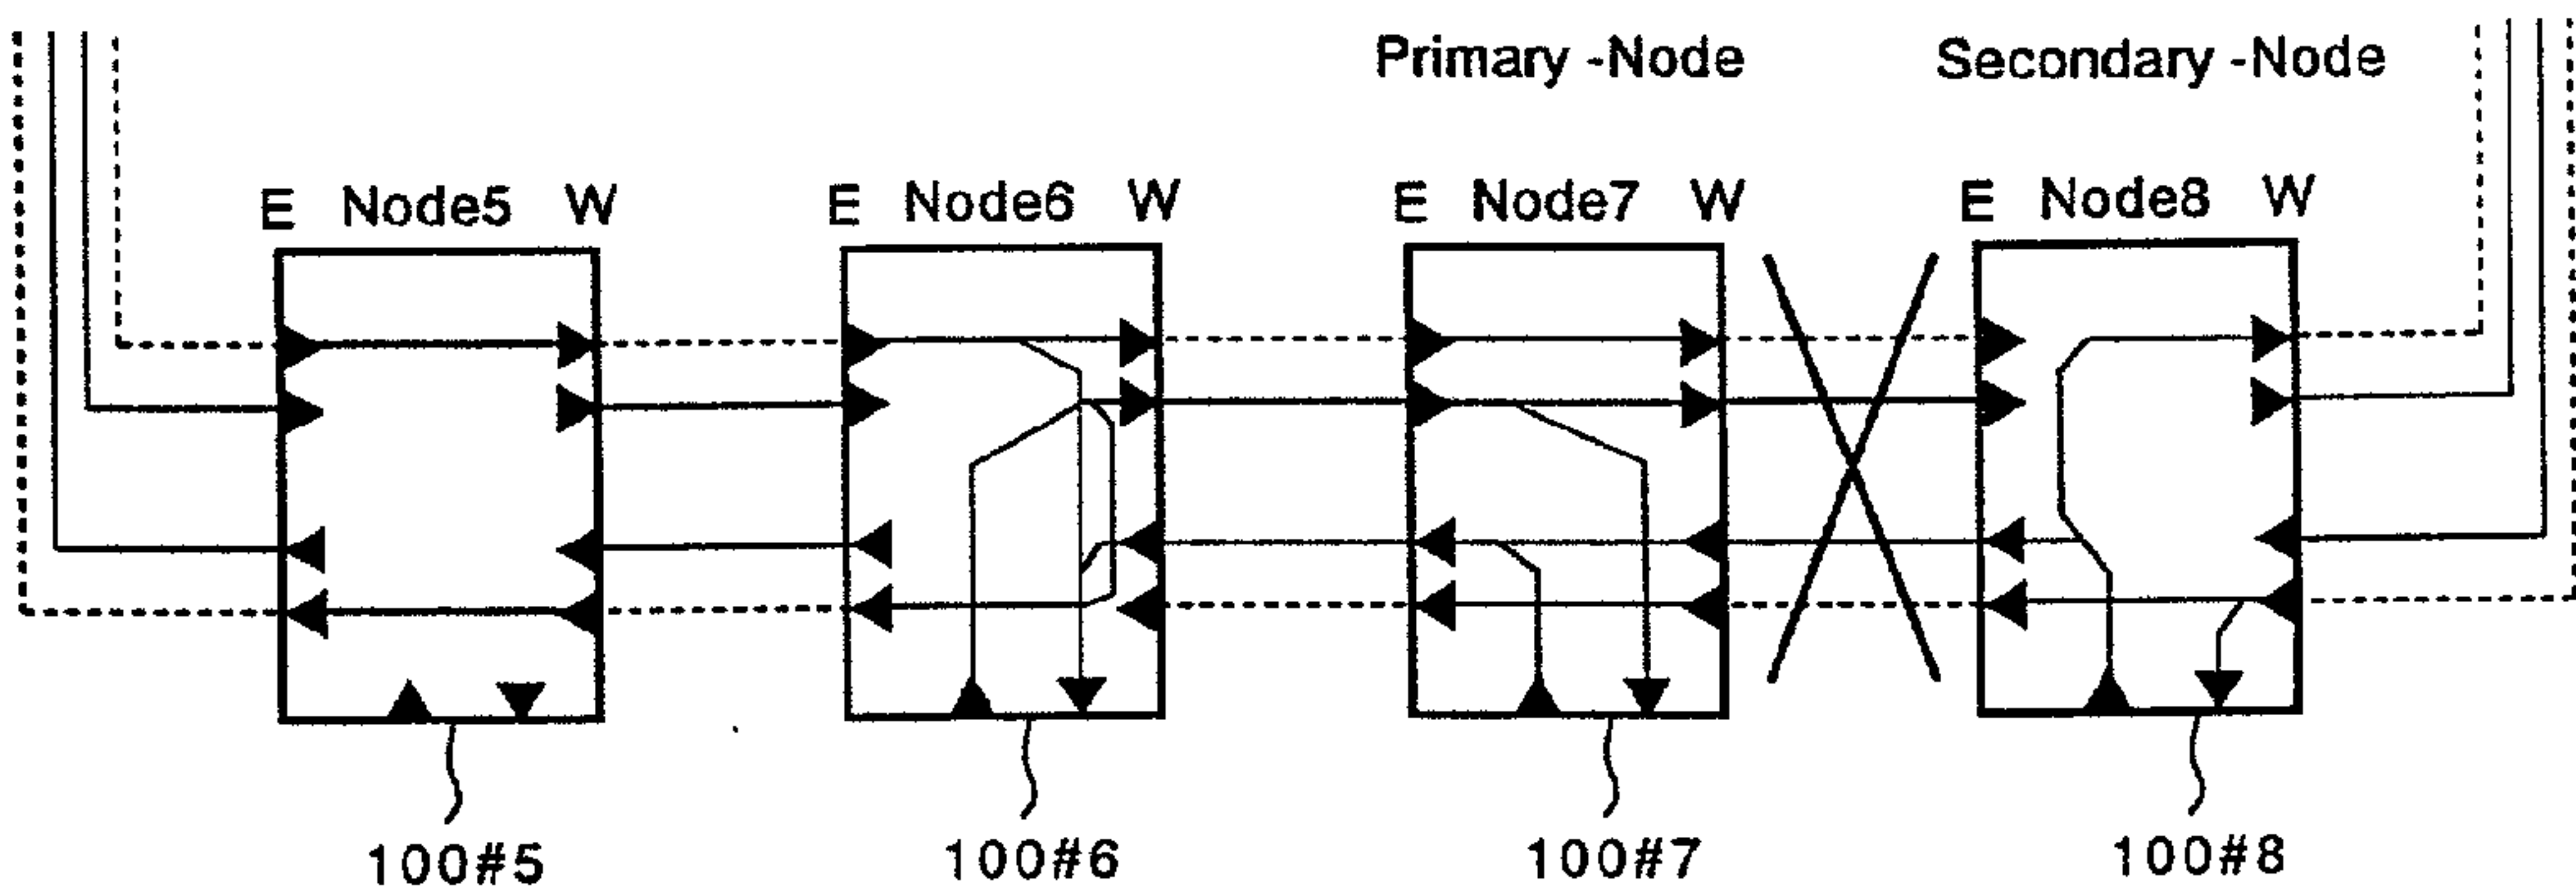 Primary -Node Secondary -Node
E Node5 W E Node6 W E Node7 W E Node8 W
100#5 100#6 100#7 100#8